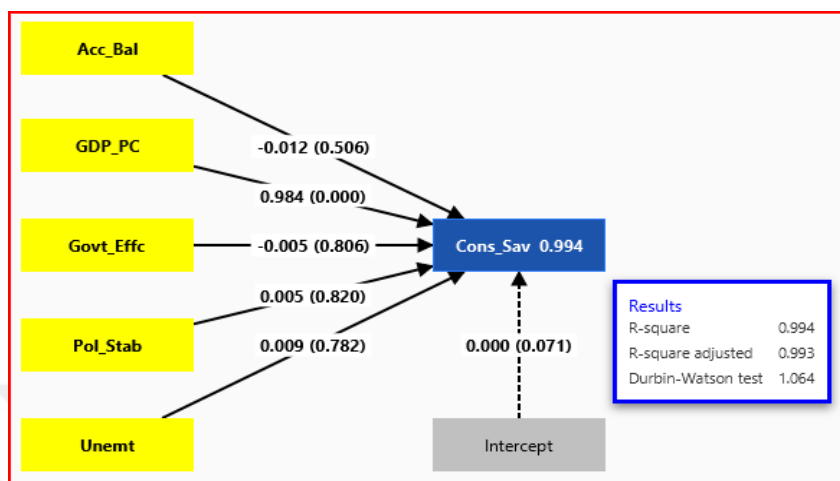 Acc_Bal
-0.012 (0.506)
GDP_PC
0.984 (0.000)
Govt_Effc
-0.005 (0.806)
Cons_Sav 0.994
Pol_Stab
0.005 (0.820)
0.009 (0.782)
0.000 (0.071)
Unemt
Intercept
Results
R-square 0.994
R-square adjusted 0.993
Durbin-Watson test 1.064